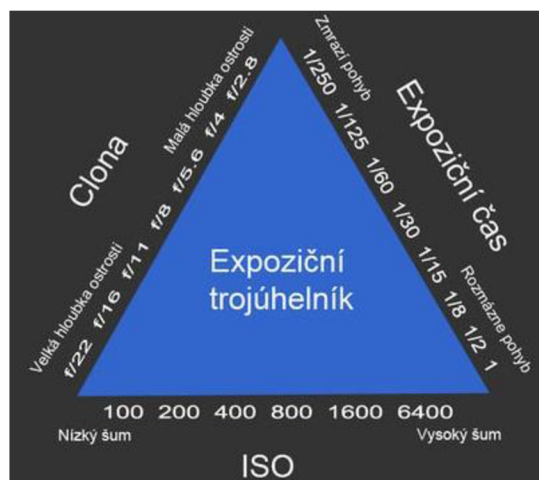 Clona
Velká hloubka ostrosti
Malá hloubka ostrosti
f/22 f/16 f/11 f/8 f/5.6 f/4 f/2.8
Expoziční čas
Zmrazí pohyb
Rozmázne pohyb
1/250 1/125 1/60 1/30 1/15 1/8 1/2 1
Expoziční
trojúhelník
100 200 400 800 1600 6400
Nízký šum
Vysoký šum
ISO